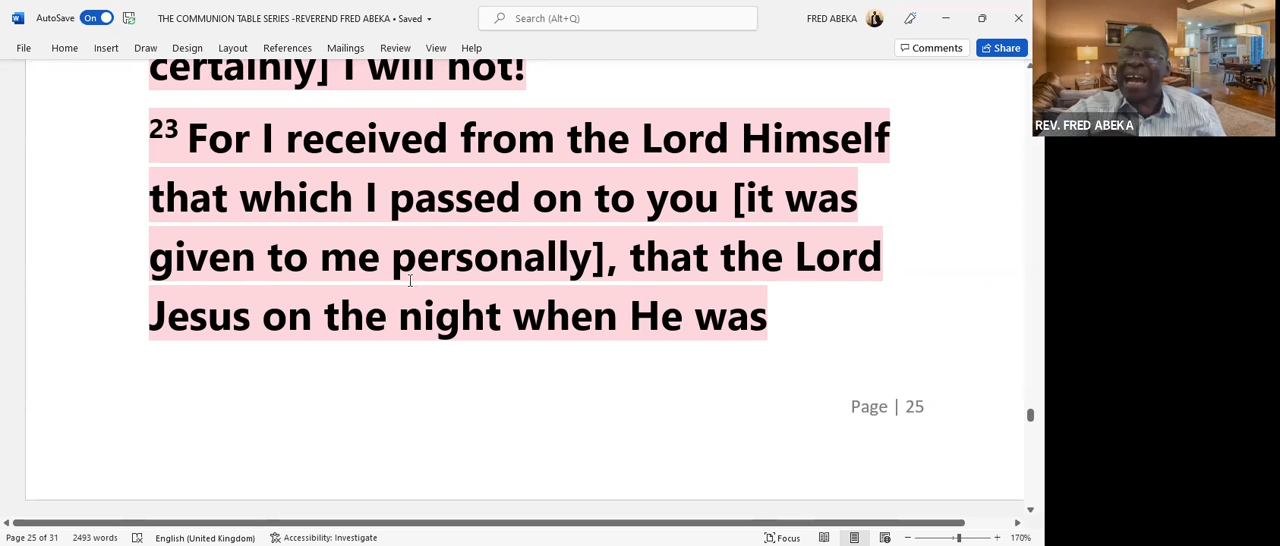 AutoSave On THE COMMUNION TABLE SERIES -REVEREND FRED ABEKA • Saved Search (Alt+Q) FRED ABEKA
File Home Insert Draw Design Layout References Mailings Review View Help Comments Share
REV. FRED ABEKA
certainly] I will not!
23 For I received from the Lord Himself
that which I passed on to you [it was
given to me personally], that the Lord
Jesus on the night when He was
Page | 25
Page 25 of 31 2493 words English (United Kingdom) Accessibility: Investigate Focus 170%